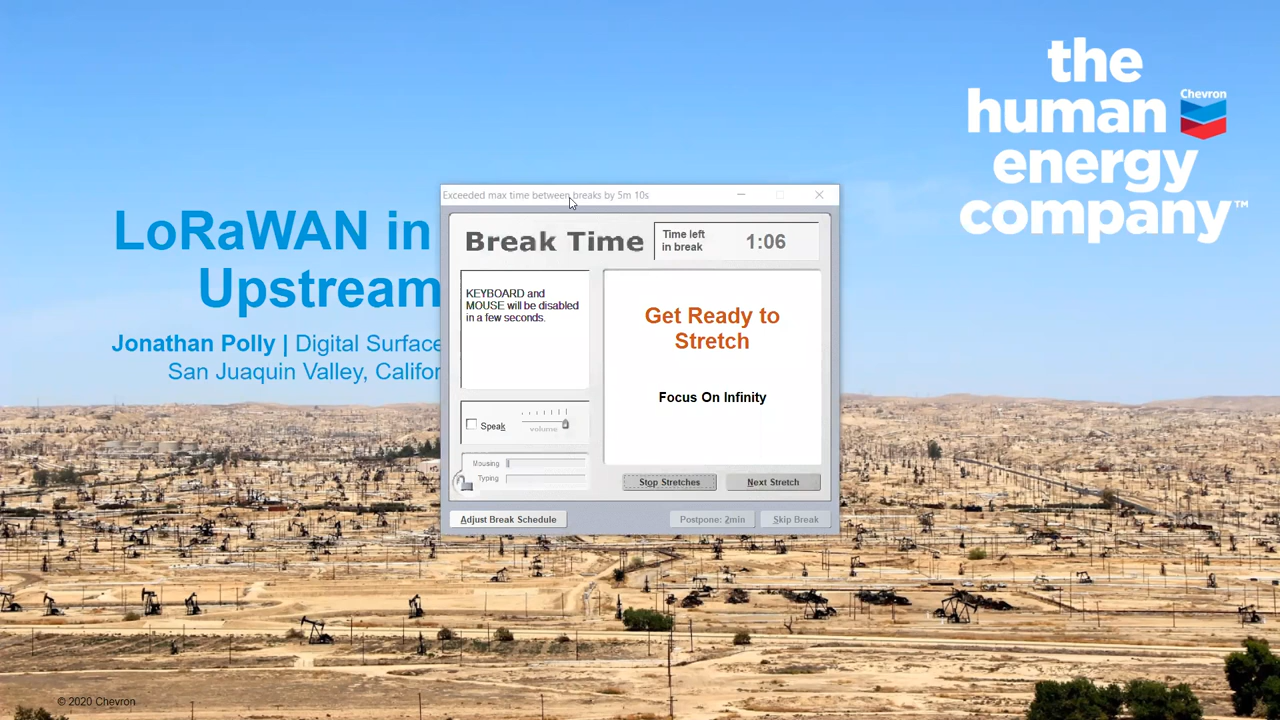 the
human
Chevron
energy
company™
LoRaWAN in
Upstream
Jonathan Polly | Digital Surface
San Juaquin Valley, Califor
Exceeded max time between breaks by 5m 10s
Break Time
Time left
in break
1:06
KEYBOARD and
MOUSE will be disabled
in a few seconds.
Get Ready to
Stretch
Focus On Infinity
Speak
volume
Mousing
Typing
Stop Stretches
Next Stretch
Adjust Break Schedule
Postpone: 2min
Skip Break
© 2020 Chevron